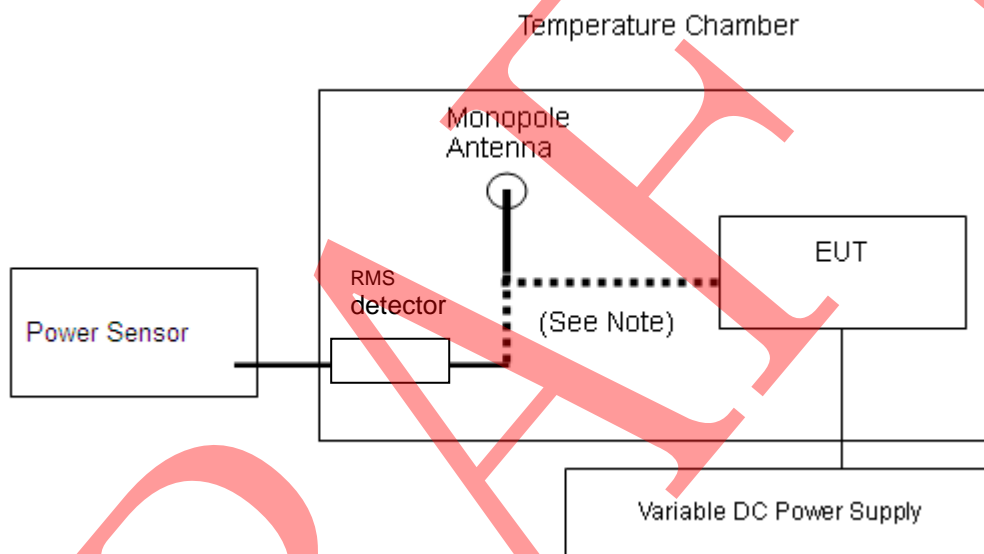 Temperature Chamber
Monopole
Antenna
EUT
RMS
detector
(See Note)
Power Sensor
Variable DC Power Supply